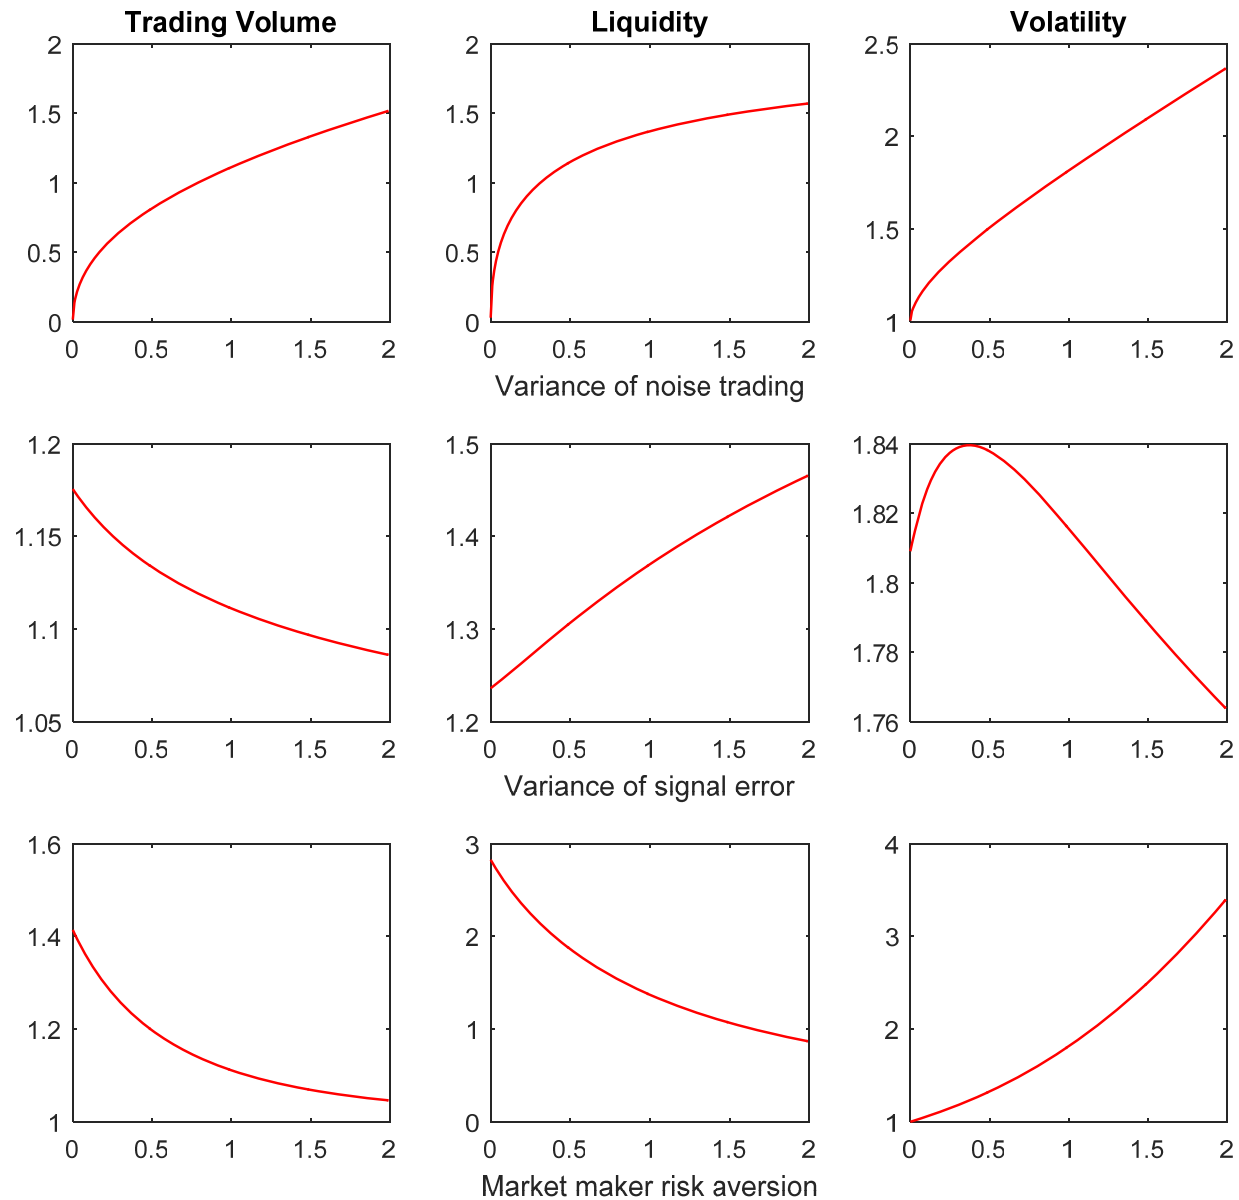 Trading Volume Liquidity Volatility
2 2 2.5
1.5 1.5 2
1 1
0.5 0.5 1.5
0 0 1
0 0.5 1 1.5 2 0 0.5 1 1.5 2 0 0.5 1 1.5 2
Variance of noise trading
1.2 1.5 1.84
1.15 1.4 1.82
1.8
1.1 1.3 1.78
1.05 1.2 1.76
0 0.5 1 1.5 2 0 0.5 1 1.5 2 0 0.5 1 1.5 2
Variance of signal error
1.6 3 4
1.4 2 3
1.2 1 2
1 0 1
0 0.5 1 1.5 2 0 0.5 1 1.5 2 0 0.5 1 1.5 2
Market maker risk aversion